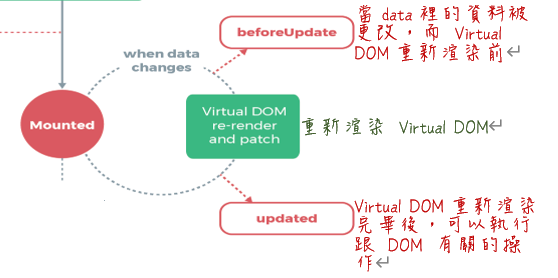 when data
changes
beforeUpdate
當 data 裡的資料被
更改，而 Virtual
DOM 重新渲染前↵
Mounted
Virtual DOM
re-render
and patch
重新渲染 Virtual DOM↵
updated
Virtual DOM 重新渲染
完畢後，可以執行
跟 DOM 有關的操
作↵